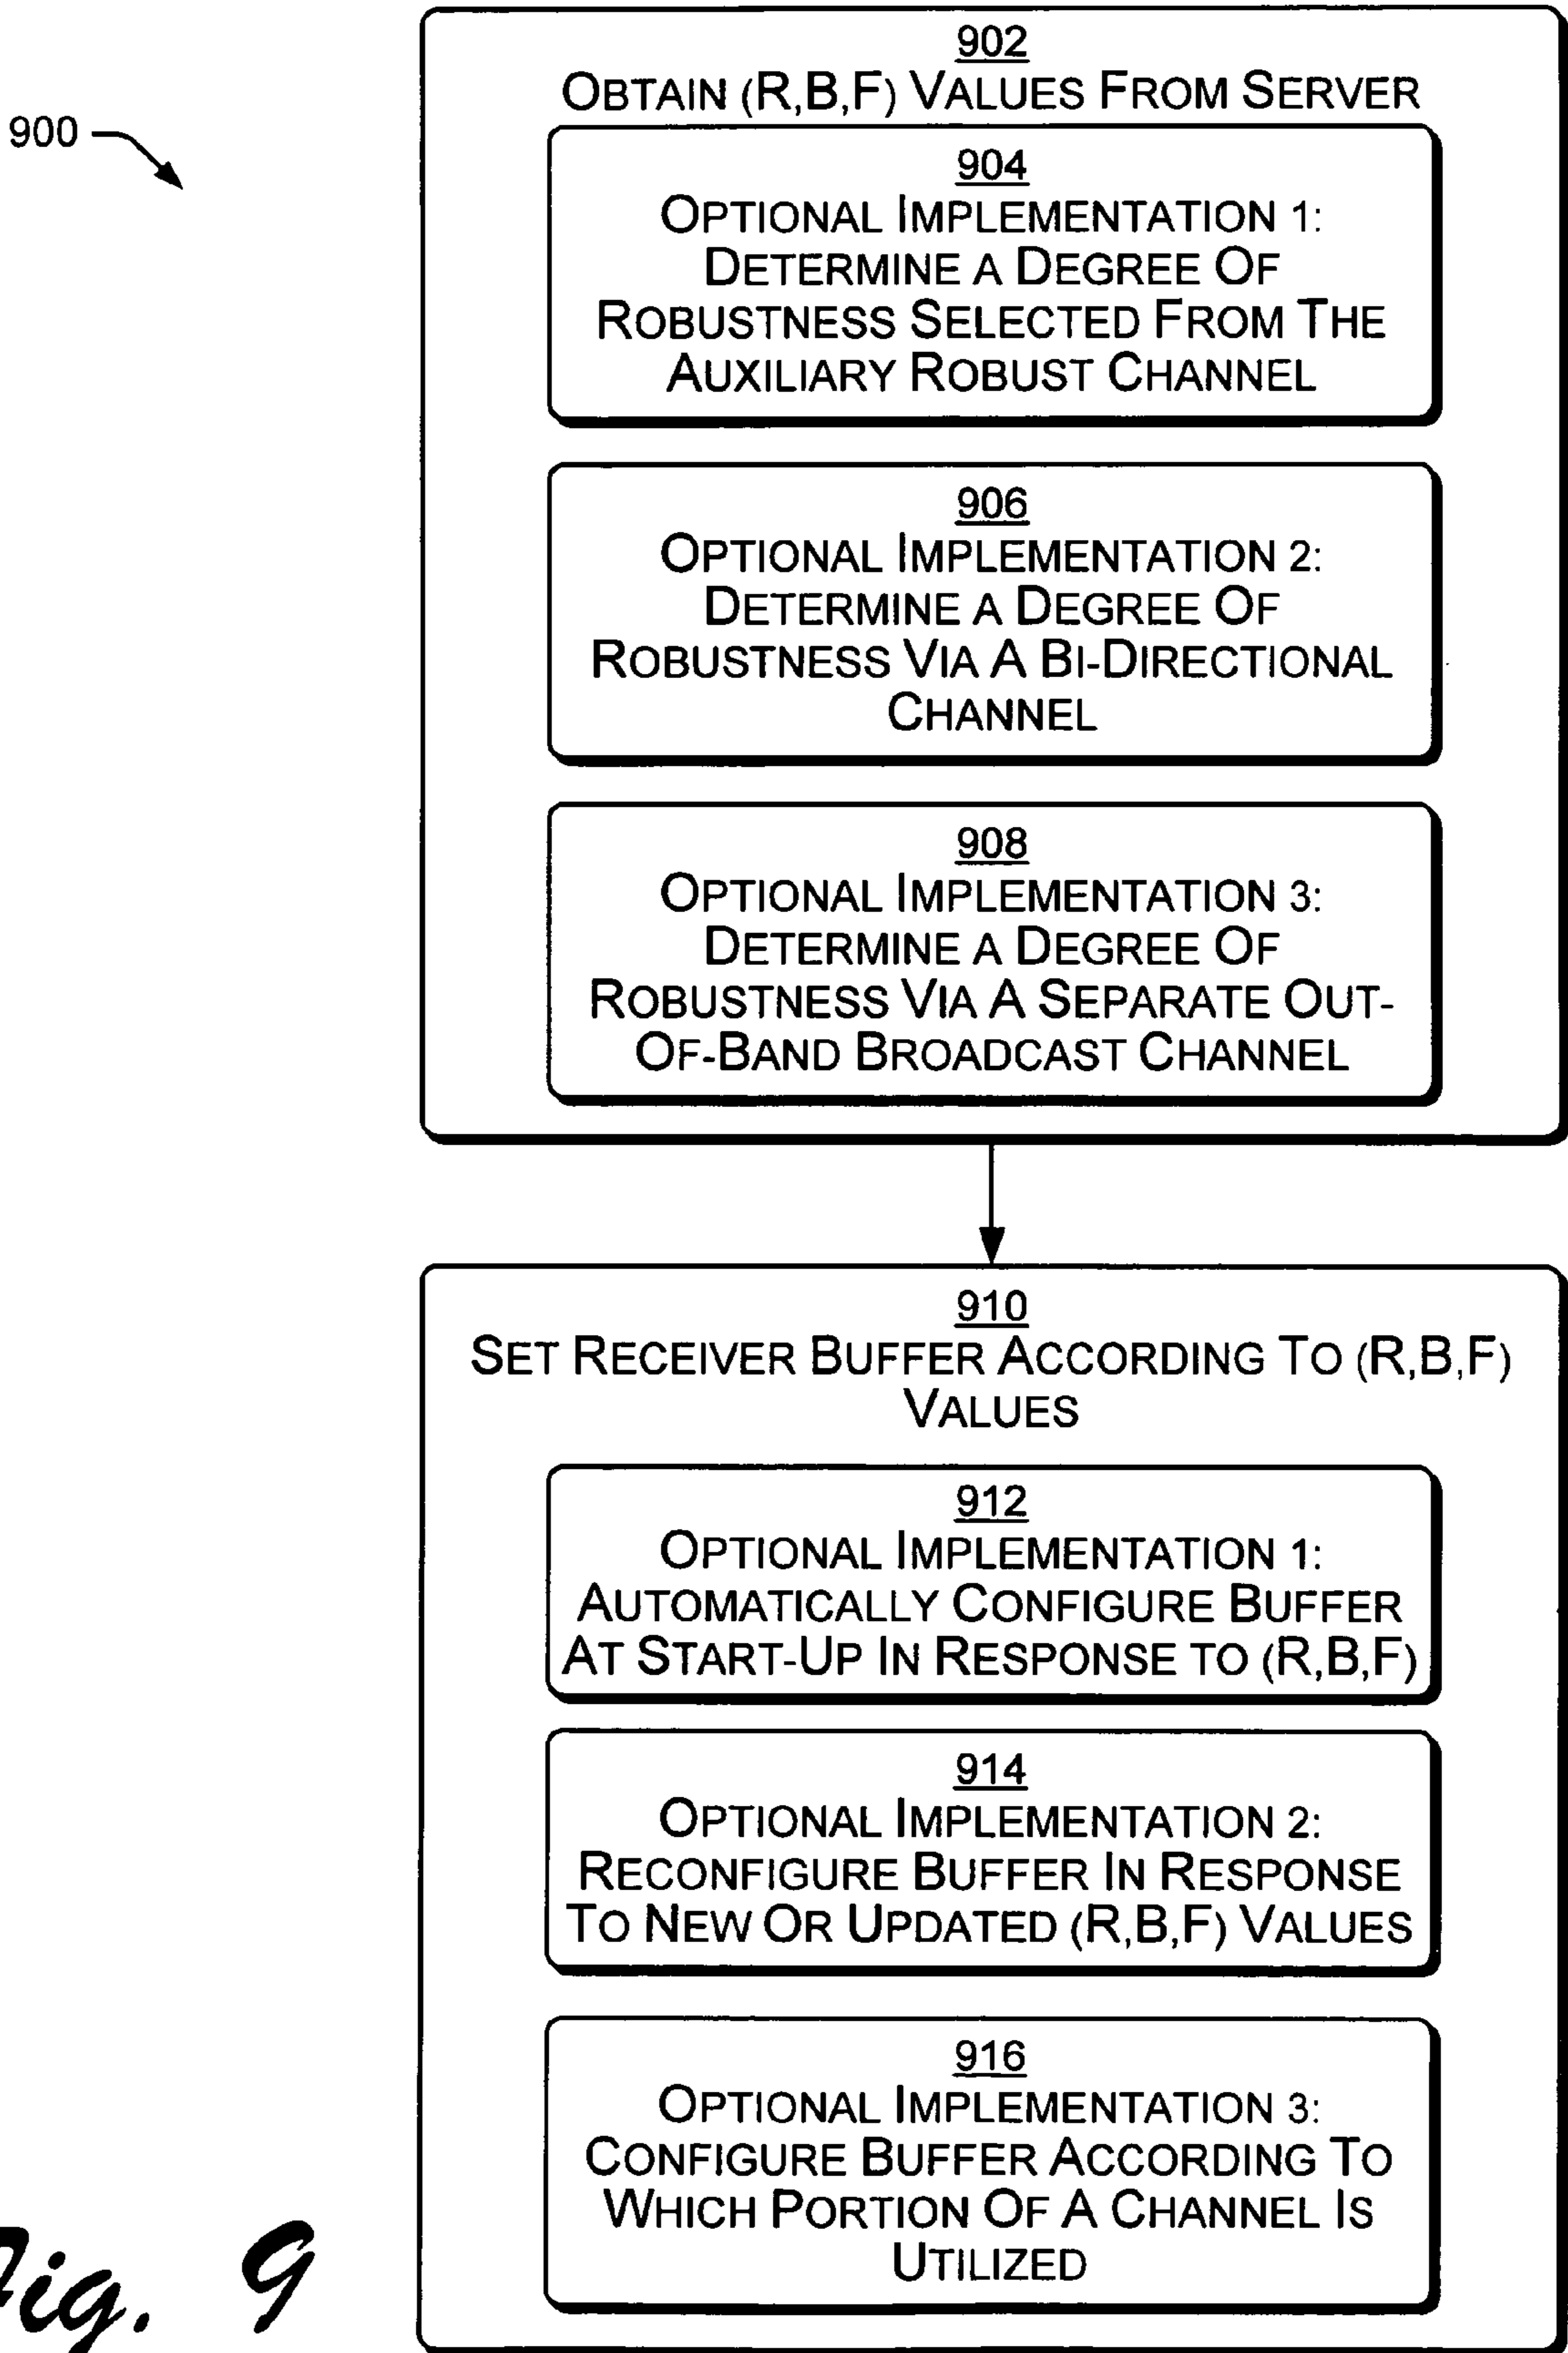 900
902
OBTAIN (R,B,F) VALUES FROM SERVER
904
OPTIONAL IMPLEMENTATION 1:
DETERMINE A DEGREE OF
ROBUSTNESS SELECTED FROM THE
AUXILIARY ROBUST CHANNEL
906
OPTIONAL IMPLEMENTATION 2:
DETERMINE A DEGREE OF
ROBUSTNESS VIA A BI-DIRECTIONAL
CHANNEL
908
OPTIONAL IMPLEMENTATION 3:
DETERMINE A DEGREE OF
ROBUSTNESS VIA A SEPARATE OUT-
OF-BAND BROADCAST CHANNEL
910
SET RECEIVER BUFFER ACCORDING TO (R,B,F)
VALUES
912
OPTIONAL IMPLEMENTATION 1:
AUTOMATICALLY CONFIGURE BUFFER
AT START-UP IN RESPONSE TO (R,B,F)
914
OPTIONAL IMPLEMENTATION 2:
RECONFIGURE BUFFER IN RESPONSE
TO NEW OR UPDATED (R,B,F) VALUES
916
OPTIONAL IMPLEMENTATION 3:
CONFIGURE BUFFER ACCORDING TO
WHICH PORTION OF A CHANNEL IS
UTILIZED
Fig. 9